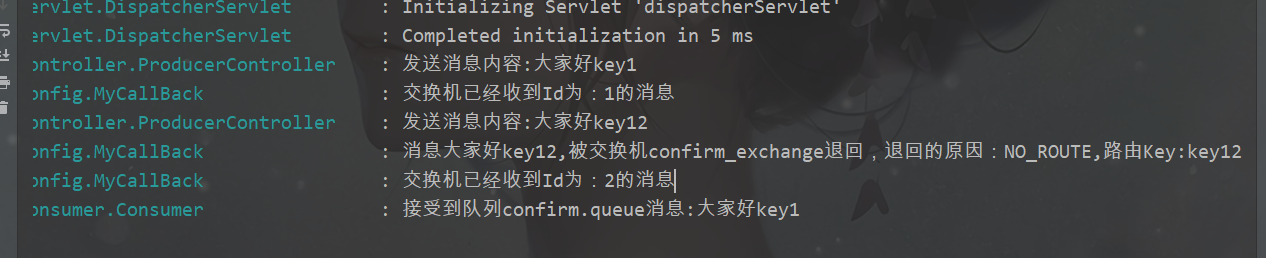 ervlet.DispatcherServlet : Initializing Servlet 'dispatcherServlet'
ervlet.DispatcherServlet : Completed initialization in 5 ms
ontroller.ProducerController : 发送消息内容:大家好key1
onfig.MyCallBack : 交换机已经收到Id为：1的消息
ontroller.ProducerController : 发送消息内容:大家好key12
onfig.MyCallBack : 消息大家好key12,被交换机confirm_exchange退回，退回的原因：NO_ROUTE,路由Key:key12
onfig.MyCallBack : 交换机已经收到Id为：2的消息
onsumer.Consumer : 接受到队列confirm.queue消息:大家好key1